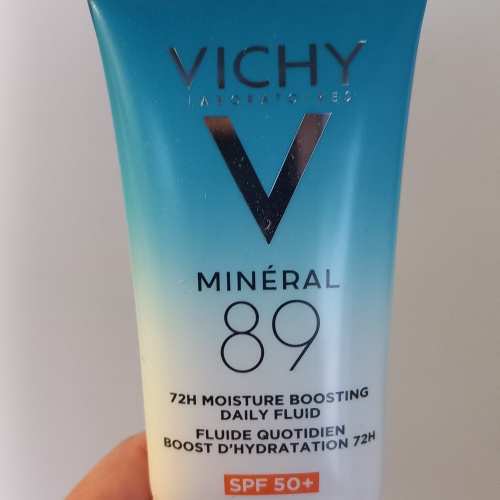 VICHY
LABORATOIRES
V
MINÉRAL
89
72H MOISTURE BOOSTING
DAILY FLUID
FLUIDE QUOTIDIEN
BOOST D'HYDRATATION 72H
SPF 50+